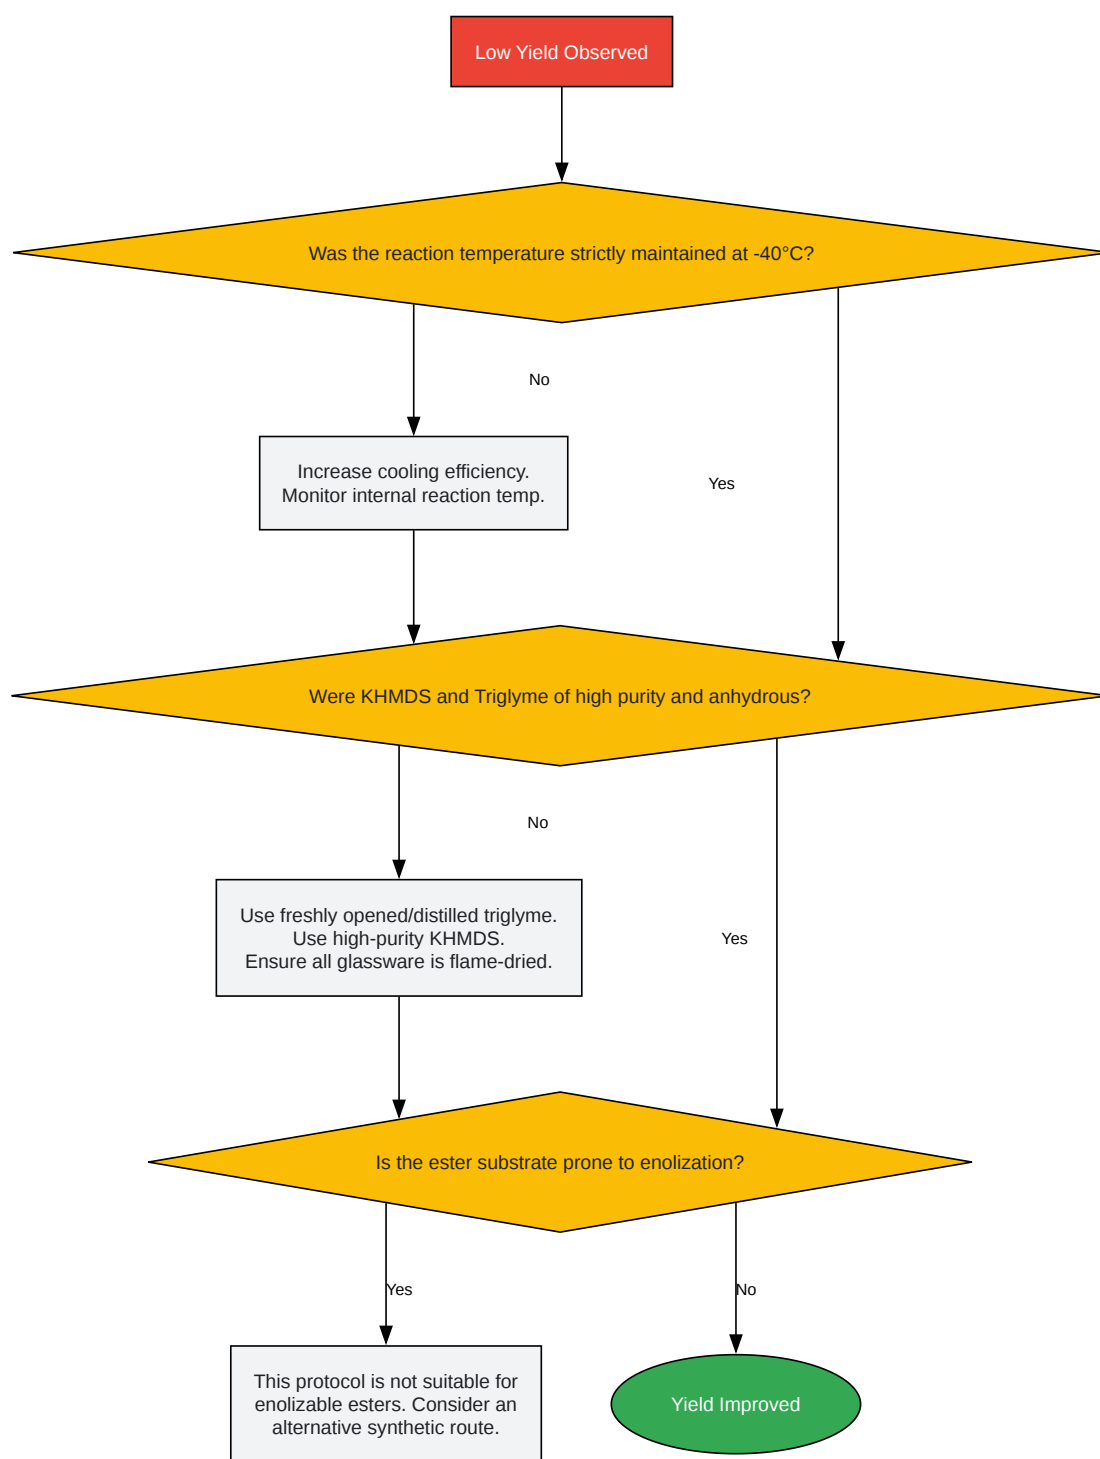 Low Yield Observed
Was the reaction temperature strictly maintained at -40°C?
No
Increase cooling efficiency.
Monitor internal reaction temp.
Yes
Were KHMDS and Triglyme of high purity and anhydrous?
No
Use freshly opened/distilled triglyme.
Use high-purity KHMDS.
Ensure all glassware is flame-dried.
Yes
Is the ester substrate prone to enolization?
Yes
No
This protocol is not suitable for
enolizable esters. Consider an
alternative synthetic route.
Yield Improved